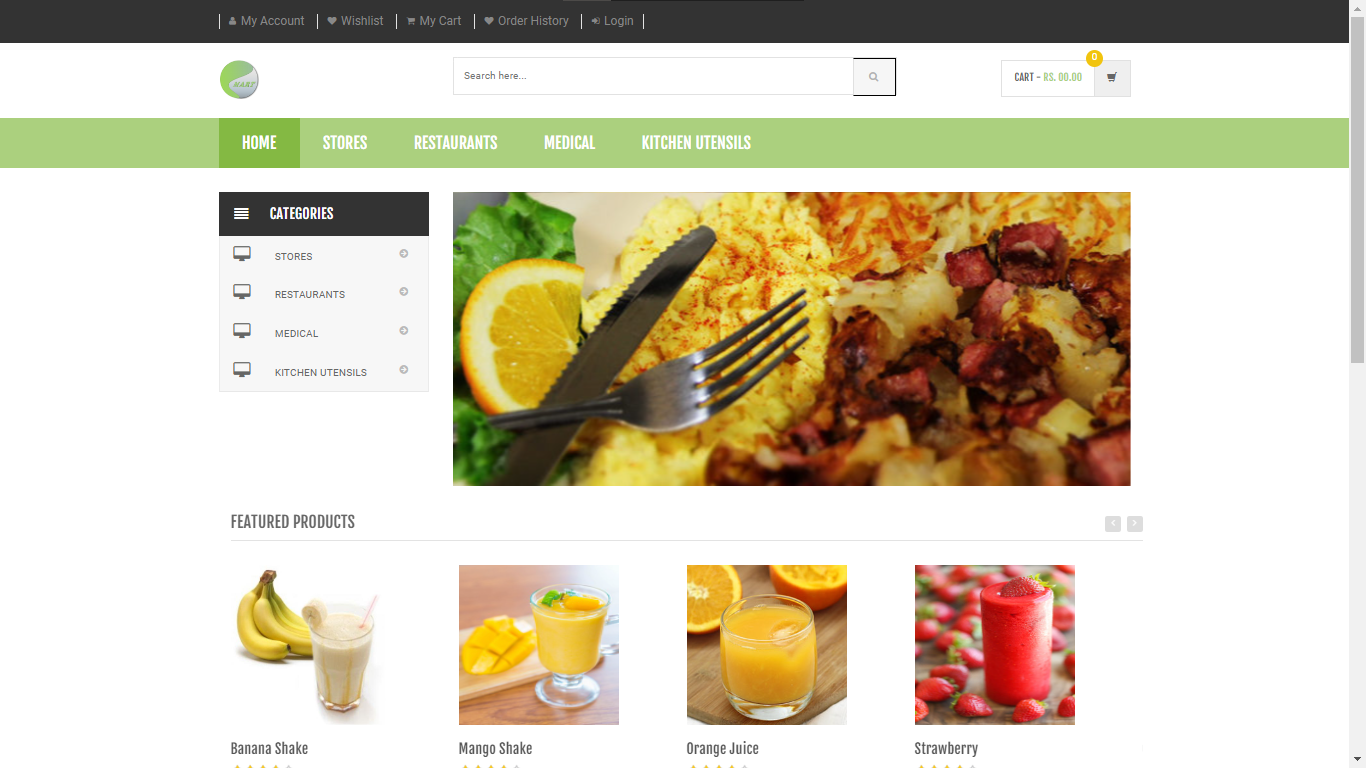 My Account Wishlist My Cart Order History Login
MART
Search here...
CART - RS. 00.00
0
HOME STORES RESTAURANTS MEDICAL KITCHEN UTENSILS
CATEGORIES
STORES
RESTAURANTS
MEDICAL
KITCHEN UTENSILS
FEATURED PRODUCTS
Banana Shake Mango Shake Orange Juice Strawberry